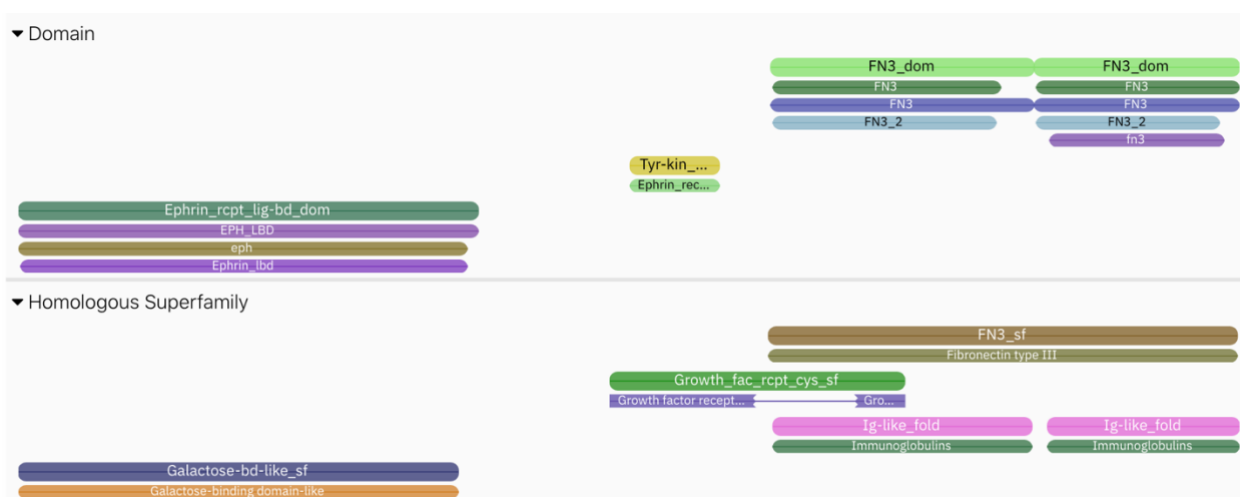 Domain
FN3_dom FN3_dom
FN3 FN3
FN3 FN3
FN3_2 FN3_2
fn3
Tyr-kin_...
Ephrin_rec...
Ephrin_rcpt_lig-bd_dom
EPH_LBD
eph
Ephrin_lbd
Homologous Superfamily
FN3_sf
Fibronectin type III
Growth_fac_rcpt_cys_sf
Growth factor recept... Gro...
Ig-like_fold Ig-like_fold
Immunoglobulins Immunoglobulins
Galactose-bd-like_sf
Galactose-binding domain-like